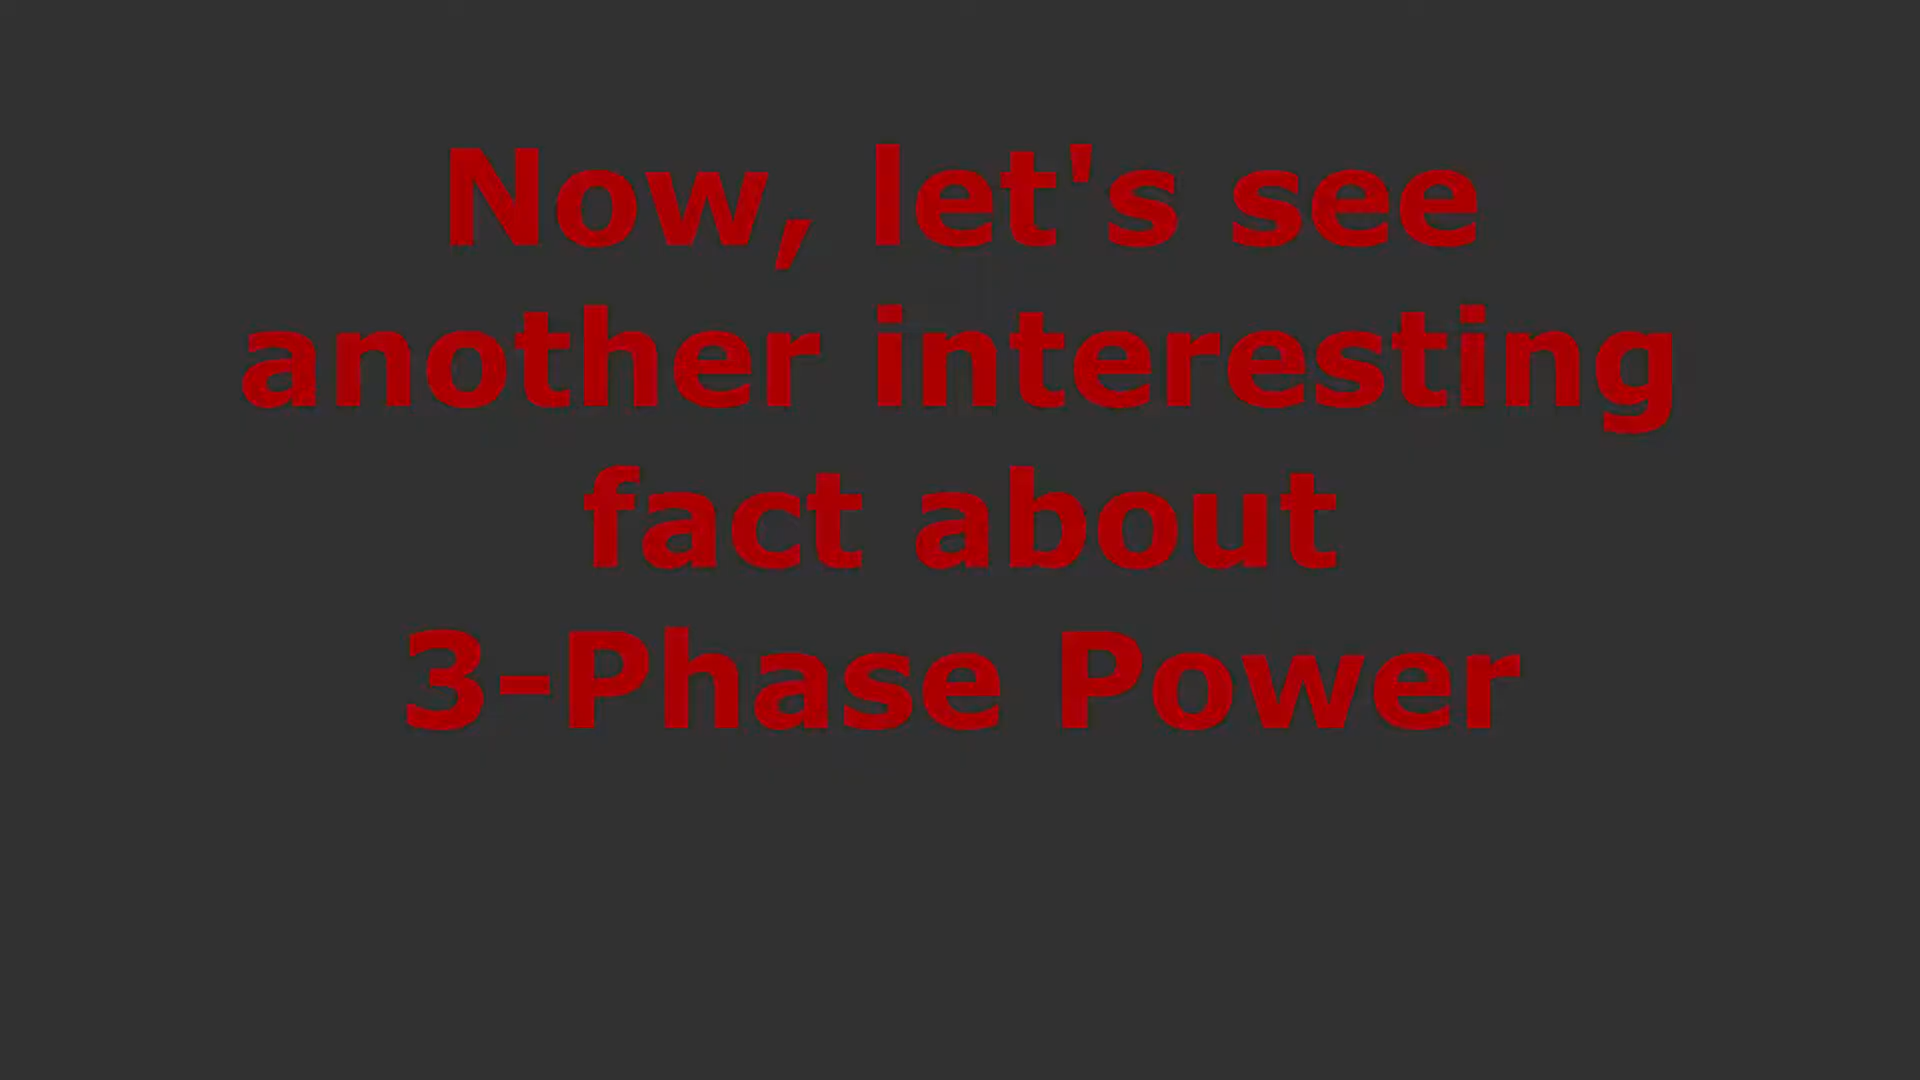 Now, let's see
another interesting
fact about
3-Phase Power